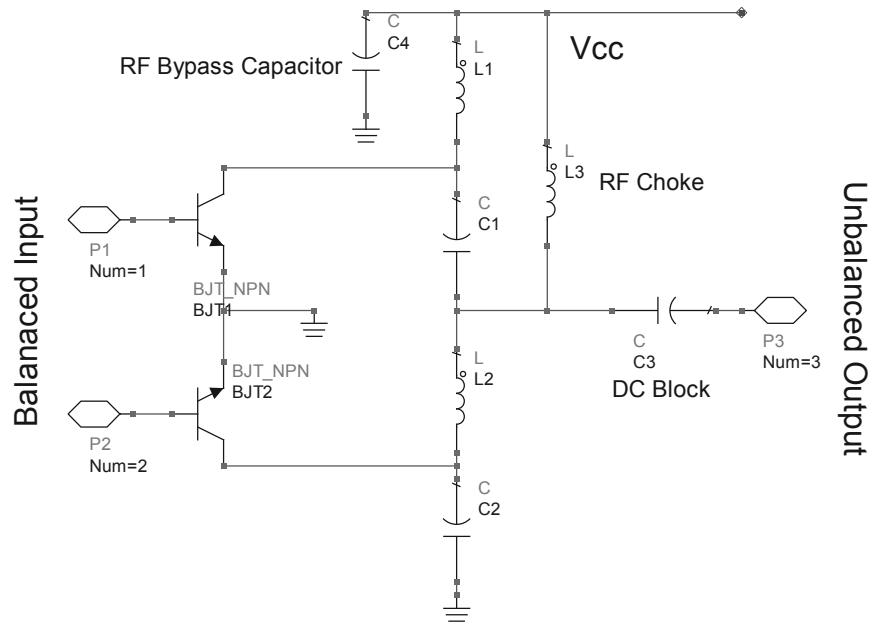 C
C4
RF Bypass Capacitor
L
L1
Vcc
L
L3
RF Choke
C
C1
Balanaced Input
P1
Num=1
BJT_NPN
BJT1
BJT_NPN
BJT2
P2
Num=2
L
L2
C
C3
DC Block
P3
Num=3
Unbalanced Output
C
C2